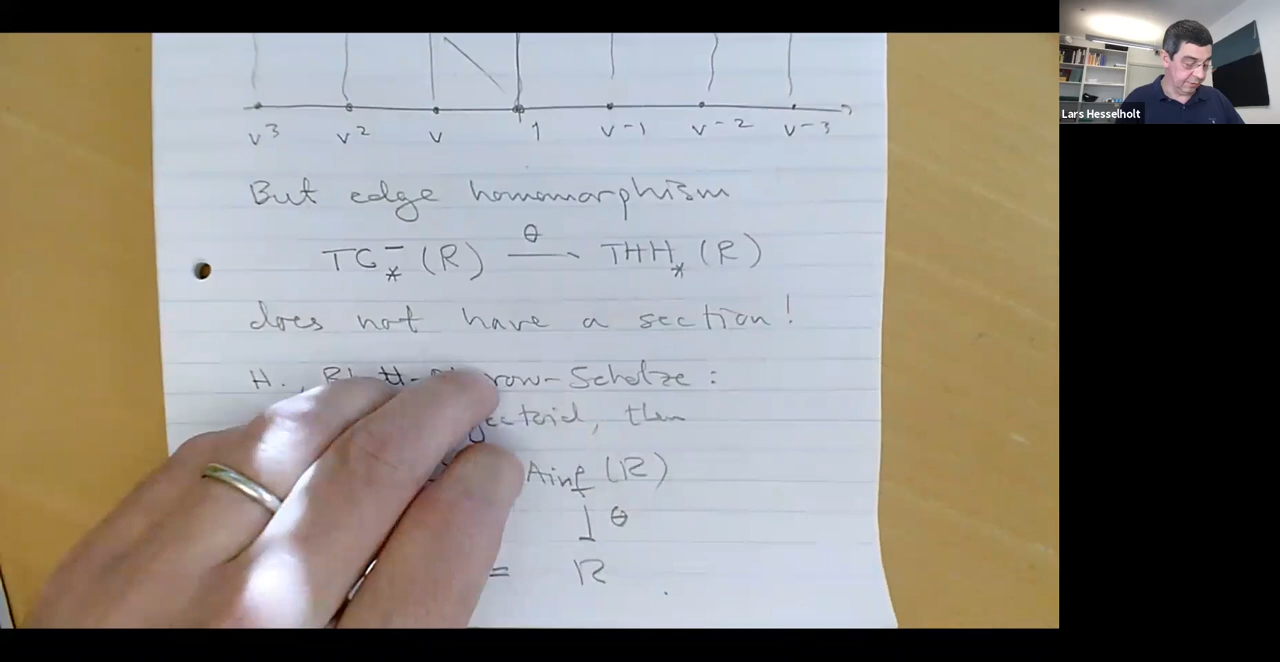 Lars Hesselholt
v³ v² v 1 v⁻¹ v⁻² v⁻³
But edge homomorphism
TC⁻_*(R) —θ→ THH_*(R)
does not have a section!
H., -Scholze:
then
Ainf (R)
↓ θ
= R